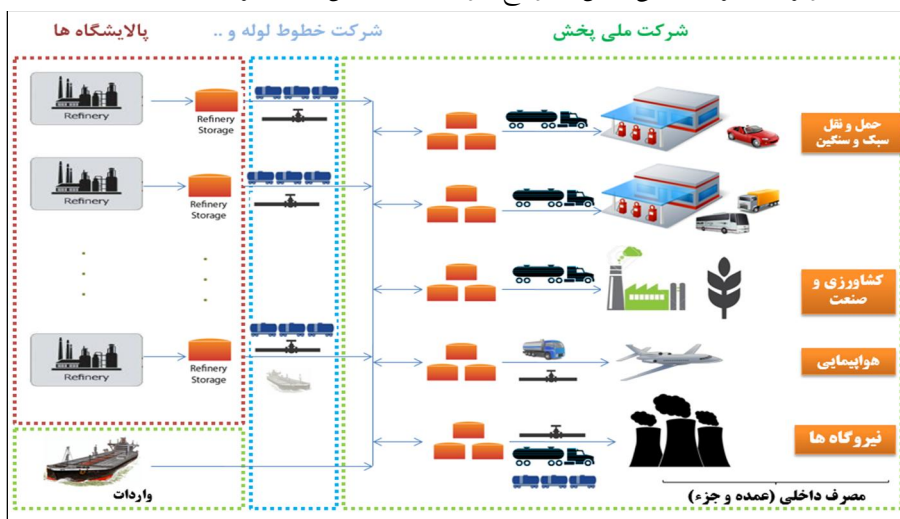 پالایشگاه ها
شرکت خطوط لوله و ..
شرکت ملی پخش
Refinery
Refinery
Storage
حمل و نقل
سبک و سنگین
Refinery
Refinery
Storage
کشاورزی و
صنعت
Refinery
Refinery
Storage
هواپیمایی
نیروگاه ها
واردات
مصرف داخلی (عمده و جزء)